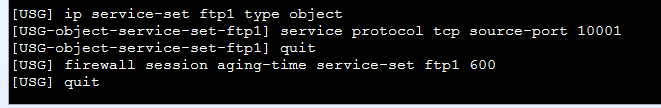 [USG] ip service-set ftp1 type object
[USG-object-service-set-ftp1] service protocol tcp source-port 10001
[USG-object-service-set-ftp1] quit
[USG] firewall session aging-time service-set ftp1 600
[USG] quit